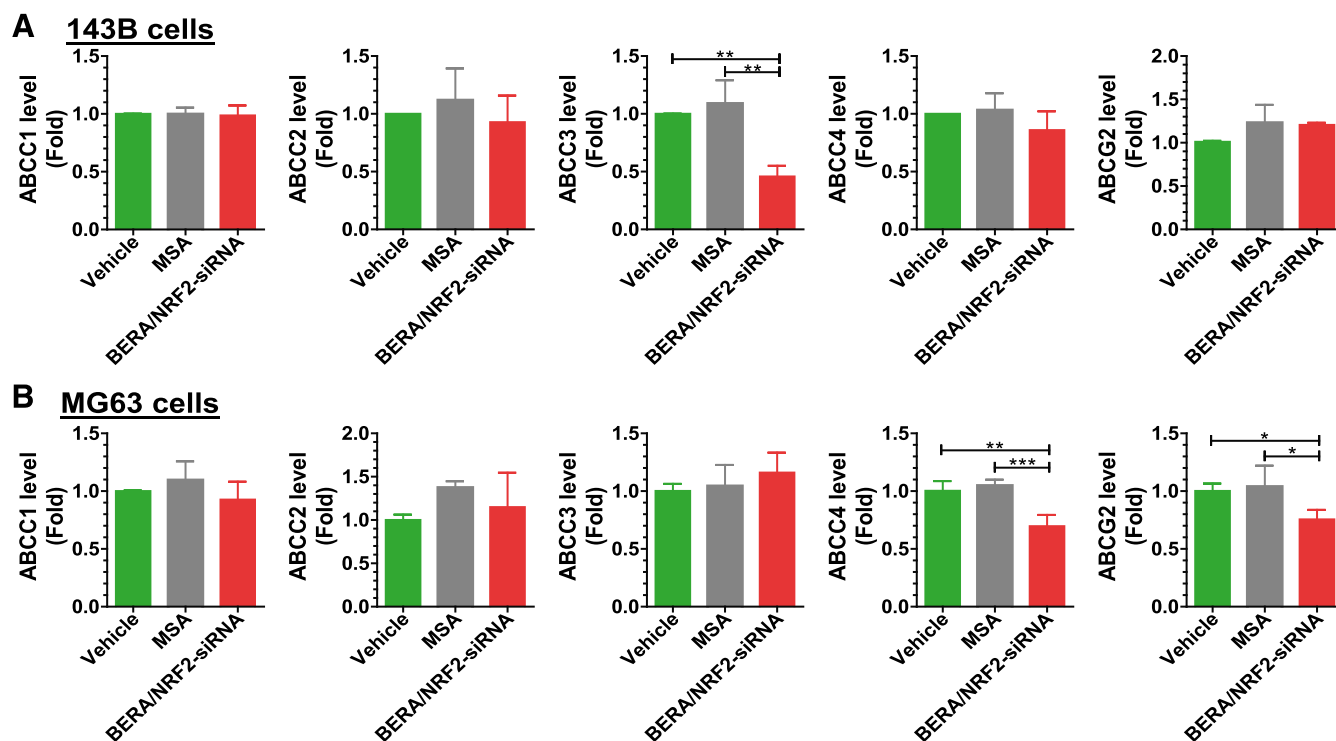 A 143B cells
ABCC1 level
(Fold)
1.5
1.0
0.5
0.0
Vehicle
MSA
BERA/NRF2-siRNA
ABCC2 level
(Fold)
1.5
1.0
0.5
0.0
Vehicle
MSA
BERA/NRF2-siRNA
ABCC3 level
(Fold)
1.5
1.0
0.5
0.0
**
**
Vehicle
MSA
BERA/NRF2-siRNA
ABCC4 level
(Fold)
1.5
1.0
0.5
0.0
Vehicle
MSA
BERA/NRF2-siRNA
ABCG2 level
(Fold)
2.0
1.5
1.0
0.5
0.0
Vehicle
MSA
BERA/NRF2-siRNA
B MG63 cells
ABCC1 level
(Fold)
1.5
1.0
0.5
0.0
Vehicle
MSA
BERA/NRF2-siRNA
ABCC2 level
(Fold)
2.0
1.5
1.0
0.5
0.0
Vehicle
MSA
BERA/NRF2-siRNA
ABCC3 level
(Fold)
1.5
1.0
0.5
0.0
Vehicle
MSA
BERA/NRF2-siRNA
ABCC4 level
(Fold)
1.5
1.0
0.5
0.0
**
***
Vehicle
MSA
BERA/NRF2-siRNA
ABCG2 level
(Fold)
1.5
1.0
0.5
0.0
*
*
Vehicle
MSA
BERA/NRF2-siRNA